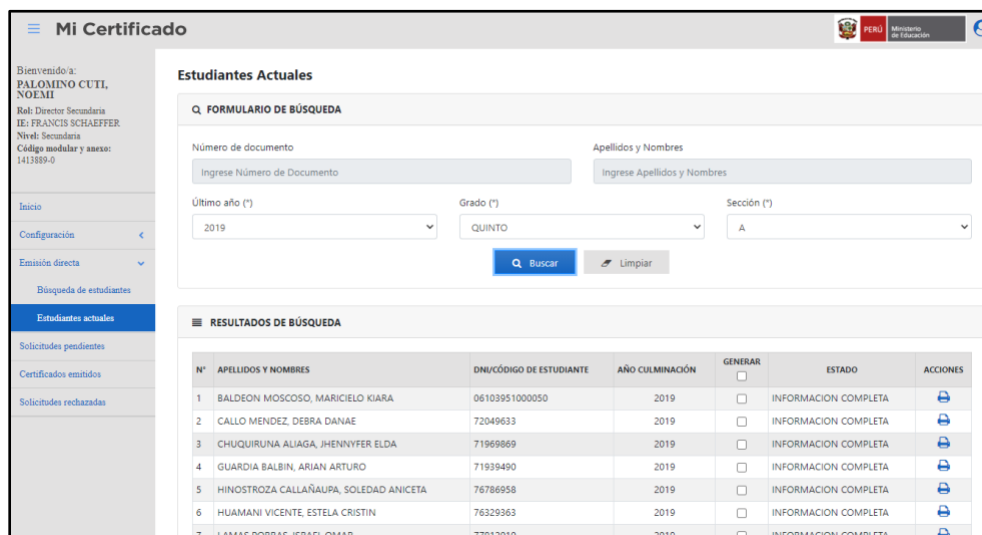 Mi Certificado
PERÚ Ministerio de Educación
Bienvenido/a:
PALOMINO CUTI,
NOEMI
Rol: Director Secundaria
IE: FRANCIS SCHAEFFER
Nivel: Secundaria
Código modular y anexo:
1413889-0
Inicio
Configuración
Emisión directa
Búsqueda de estudiantes
Estudiantes actuales
Solicitudes pendientes
Certificados emitidos
Solicitudes rechazadas
Estudiantes Actuales
FORMULARIO DE BÚSQUEDA
Número de documento Apellidos y Nombres
Ingrese Número de Documento Ingrese Apellidos y Nombres
Último año (*) Grado (*) Sección (*)
2019 QUINTO A
Buscar Limpiar
RESULTADOS DE BÚSQUEDA
N° APELLIDOS Y NOMBRES DNI/CÓDIGO DE ESTUDIANTE AÑO CULMINACIÓN GENERAR ESTADO ACCIONES
1 BALDEON MOSCOSO, MARICIELO KIARA 06103951000050 2019 INFORMACION COMPLETA
2 CALLO MENDEZ, DEBRA DANAE 72049633 2019 INFORMACION COMPLETA
3 CHUQUIRUNA ALIAGA, JHENNYFER ELDA 71969869 2019 INFORMACION COMPLETA
4 GUARDIA BALBIN, ARIAN ARTURO 71939490 2019 INFORMACION COMPLETA
5 HINOSTROZA CALLAÑAUPA, SOLEDAD ANICETA 76786958 2019 INFORMACION COMPLETA
6 HUAMANI VICENTE, ESTELA CRISTIN 76329363 2019 INFORMACION COMPLETA
2019 INFORMACION COMPLETA